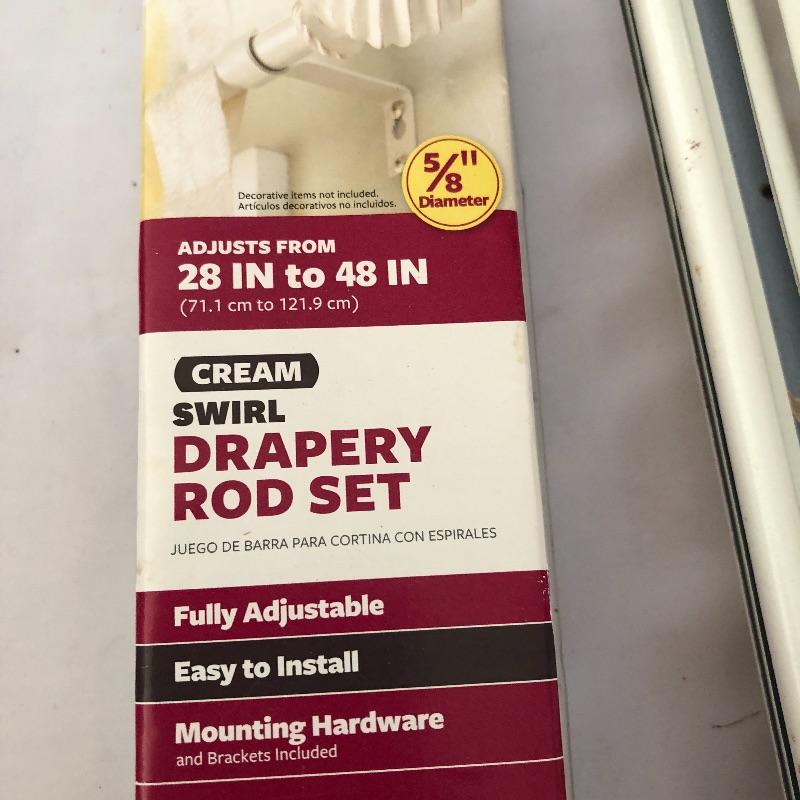 5/8"
Diameter
Decorative items not included.
Artículos decorativos no incluidos.
ADJUSTS FROM
28 IN to 48 IN
(71.1 cm to 121.9 cm)
CREAM
SWIRL
DRAPERY
ROD SET
JUEGO DE BARRA PARA CORTINA CON ESPIRALES
Fully Adjustable
Easy to Install
Mounting Hardware
and Brackets Included